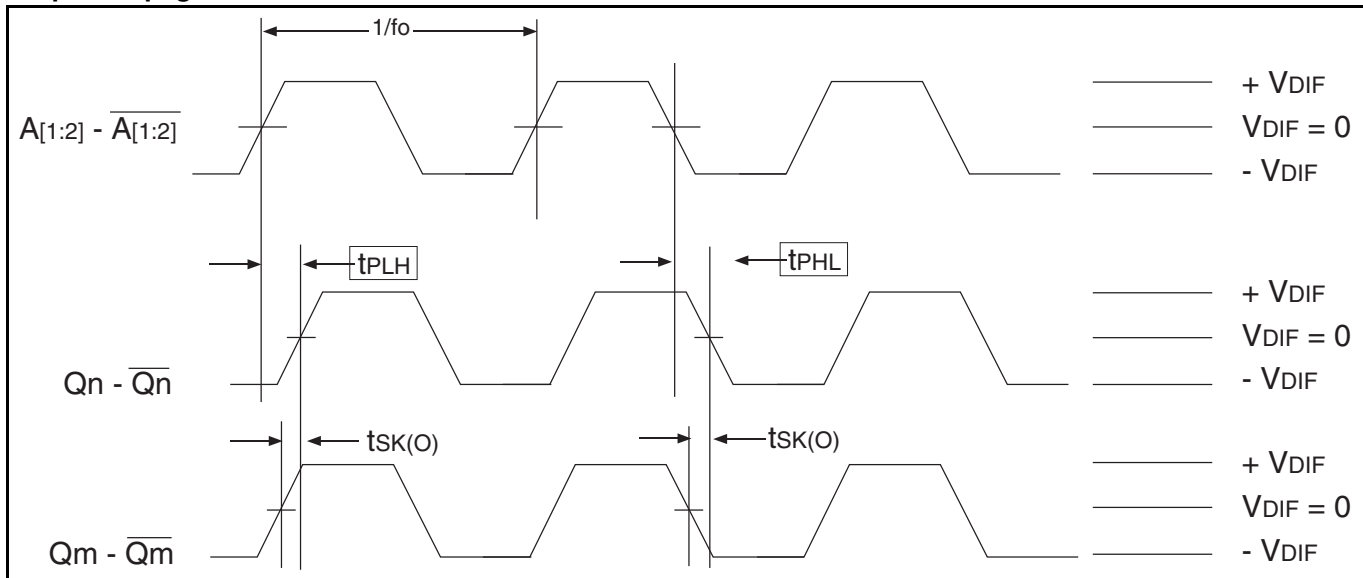 1/fo
A[1:2] - A[1:2]
+ VDIF
VDIF = 0
- VDIF
tPLH
tPHL
Qn - Qn
+ VDIF
VDIF = 0
- VDIF
tSK(O)
tSK(O)
Qm - Qm
+ VDIF
VDIF = 0
- VDIF